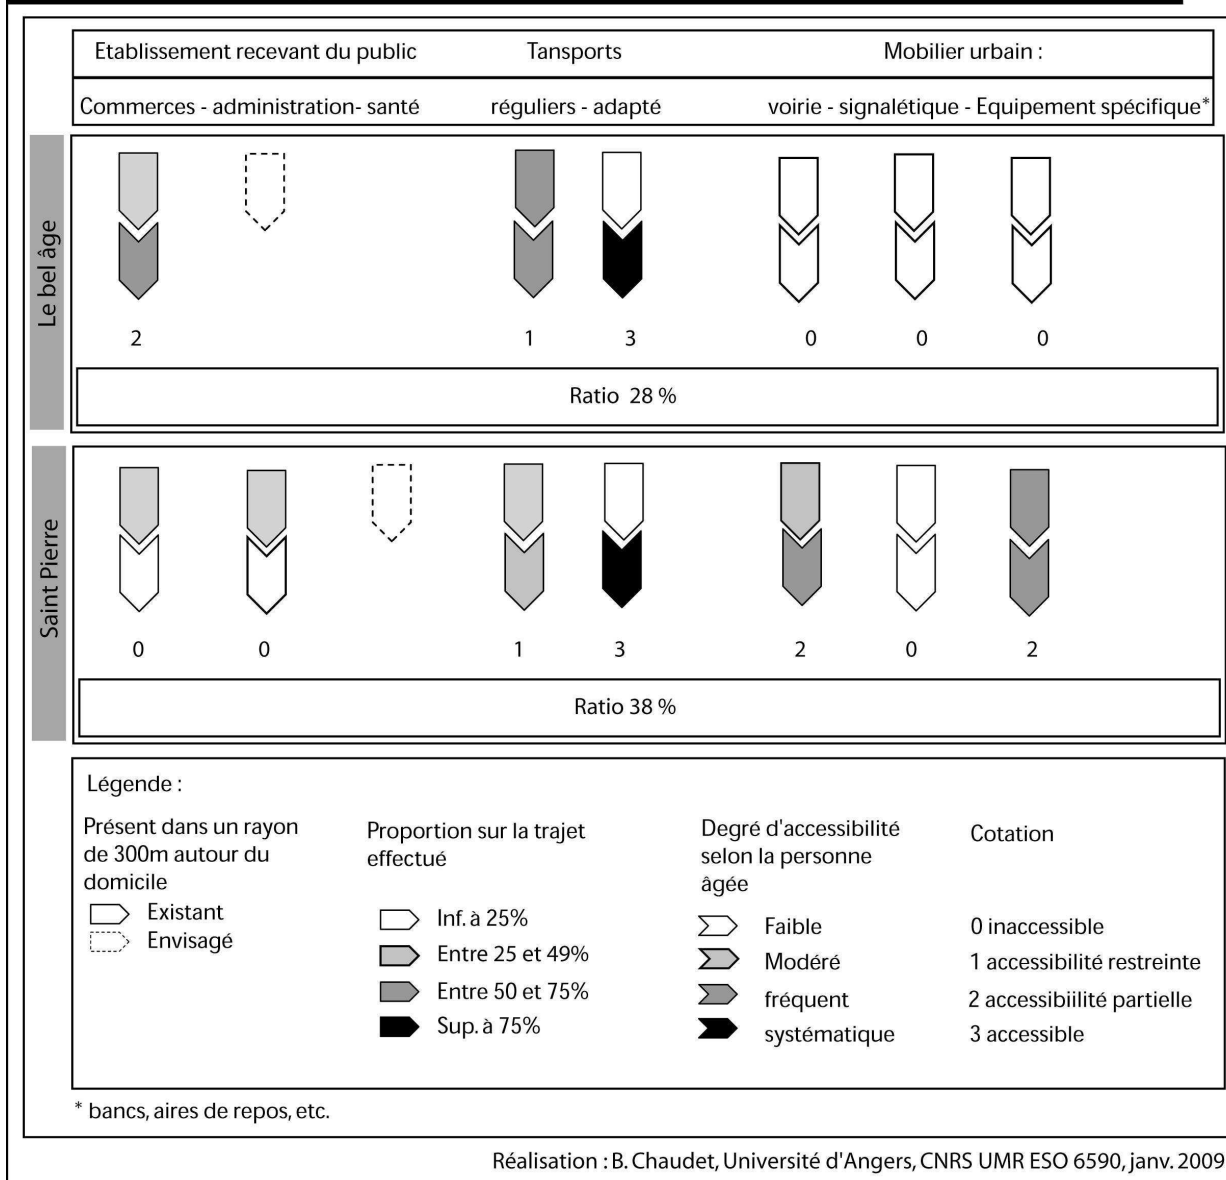 Etablissement recevant du public Tansports Mobilier urbain :
Commerces - administration- santé réguliers - adapté voirie - signalétique - Equipement spécifique*
Le bel âge
2 1 3 0 0 0
Ratio 28 %
Saint Pierre
0 0 1 3 2 0 2
Ratio 38 %
Légende :
Présent dans un rayon
de 300m autour du
domicile
Existant
Envisagé
Proportion sur la trajet
effectué
Inf. à 25%
Entre 25 et 49%
Entre 50 et 75%
Sup. à 75%
Degré d'accessibilité
selon la personne
âgée
Faible
Modéré
fréquent
systématique
Cotation
0 inaccessible
1 accessibilité restreinte
2 accessibiilité partielle
3 accessible
* bancs, aires de repos, etc.
Réalisation : B. Chaudet, Université d'Angers, CNRS UMR ESO 6590, janv. 2009